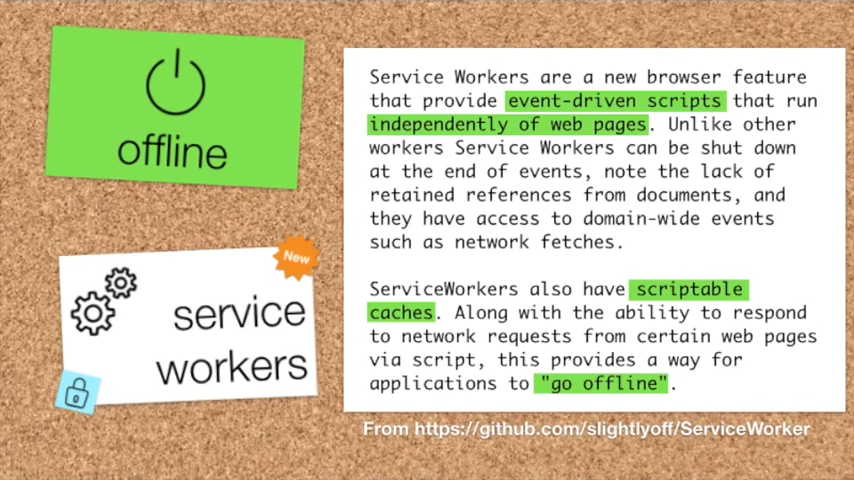 offline
New
service
workers
Service Workers are a new browser feature
that provide event-driven scripts that run
independently of web pages. Unlike other
workers Service Workers can be shut down
at the end of events, note the lack of
retained references from documents, and
they have access to domain-wide events
such as network fetches.
ServiceWorkers also have scriptable
caches. Along with the ability to respond
to network requests from certain web pages
via script, this provides a way for
applications to "go offline".
From https://github.com/slightlyoff/ServiceWorker